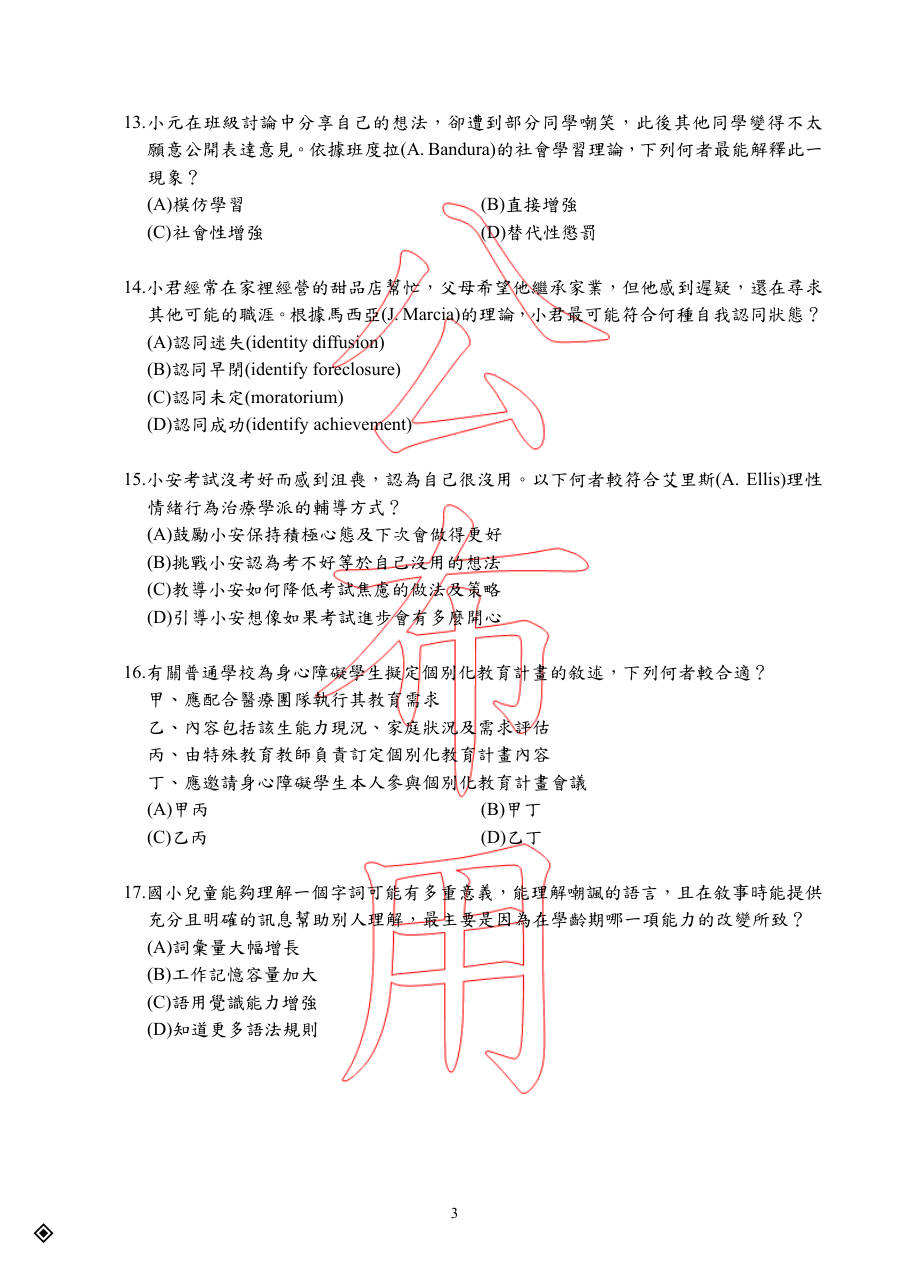 13.小元在班級討論中分享自己的想法，卻遭到部分同學嘲笑，此後其他同學變得不太
願意公開表達意見。依據班度拉(A. Bandura)的社會學習理論，下列何者最能解釋此一
現象？
(A)模仿學習 (B)直接增強
(C)社會性增強 (D)替代性懲罰
14.小君經常在家裡經營的甜品店幫忙，父母希望他繼承家業，但他感到遲疑，還在尋求
其他可能的職涯。根據馬西亞(J. Marcia)的理論，小君最可能符合何種自我認同狀態？
(A)認同迷失(identity diffusion)
(B)認同早閉(identify foreclosure)
(C)認同未定(moratorium)
(D)認同成功(identify achievement)
15.小安考試沒考好而感到沮喪，認為自己很沒用。以下何者較符合艾里斯(A. Ellis)理性
情緒行為治療學派的輔導方式？
(A)鼓勵小安保持積極心態及下次會做得更好
(B)挑戰小安認為考不好等於自己沒用的想法
(C)教導小安如何降低考試焦慮的做法及策略
(D)引導小安想像如果考試進步會有多麼開心
16.有關普通學校為身心障礙學生擬定個別化教育計畫的敘述，下列何者較合適？
甲、應配合醫療團隊執行其教育需求
乙、內容包括該生能力現況、家庭狀況及需求評估
丙、由特殊教育教師負責訂定個別化教育計畫內容
丁、應邀請身心障礙學生本人參與個別化教育計畫會議
(A)甲丙 (B)甲丁
(C)乙丙 (D)乙丁
17.國小兒童能夠理解一個字詞可能有多重意義，能理解嘲諷的語言，且在敘事時能提供
充分且明確的訊息幫助別人理解，最主要是因為在學齡期哪一項能力的改變所致？
(A)詞彙量大幅增長
(B)工作記憶容量加大
(C)語用覺識能力增強
(D)知道更多語法規則
公布用
3